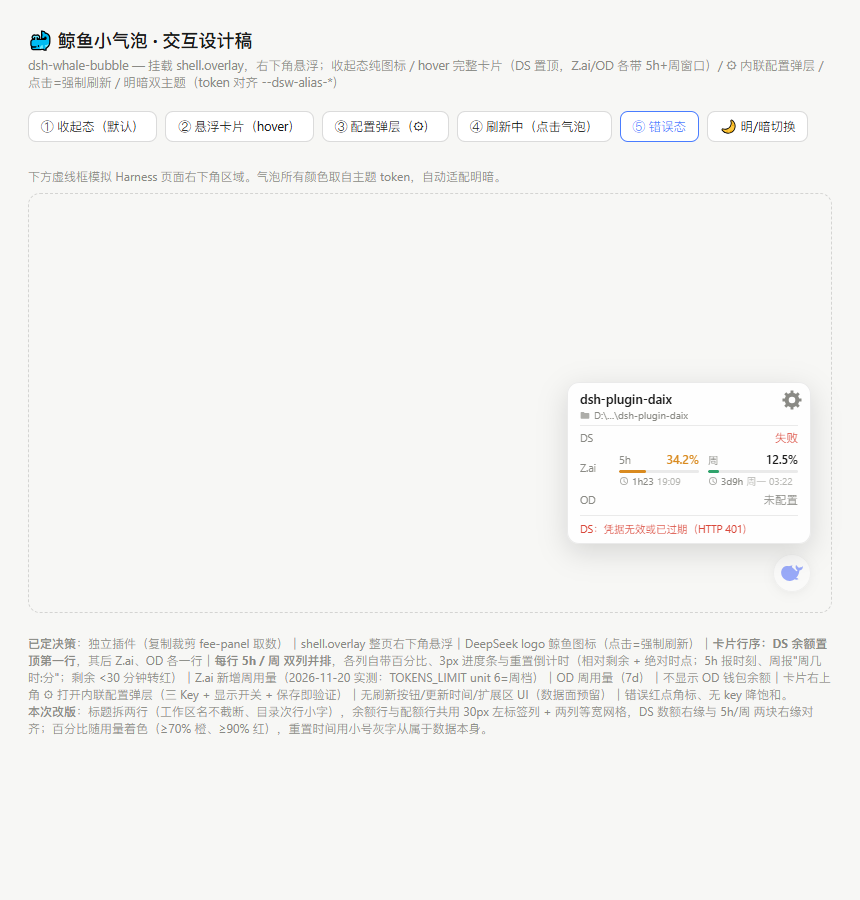 鲸鱼小气泡 · 交互设计稿
dsh-whale-bubble — 挂载 shell.overlay，右下角悬浮；收起态纯图标 / hover 完整卡片（DS 置顶，Z.ai/OD 各带 5h+周窗口）/ ⚙ 内联配置弹层 /
点击=强制刷新 / 明暗双主题（token 对齐 --dsw-alias-*）
① 收起态（默认） ② 悬浮卡片（hover） ③ 配置弹层（⚙） ④ 刷新中（点击气泡） ⑤ 错误态 🌙 明/暗切换
下方虚线框模拟 Harness 页面右下角区域。气泡所有颜色取自主题 token，自动适配明暗。
dsh-plugin-daix
D:\...\dsh-plugin-daix
DS 失败
Z.ai 5h 34.2% 周 12.5%
1h23 19:09 3d9h 周一 03:22
OD 未配置
DS：凭据无效或已过期（HTTP 401）
已定决策：独立插件（复制裁剪 fee-panel 取数）｜shell.overlay 整页右下角悬浮｜DeepSeek logo 鲸鱼图标（点击=强制刷新）｜卡片行序：DS 余额置
顶第一行，其后 Z.ai、OD 各一行｜每行 5h / 周 双列并排，各列自带百分比、3px 进度条与重置倒计时（相对剩余 + 绝对时点；5h 报时刻、周报"周几
时:分"；剩余 <30 分钟转红）｜Z.ai 新增周用量（2026-11-20 实测：TOKENS_LIMIT unit 6=周档）｜OD 周用量（7d）｜不显示 OD 钱包余额｜卡片右上
角 ⚙ 打开内联配置弹层（三 Key + 显示开关 + 保存即验证）｜无刷新按钮/更新时间/扩展区 UI（数据面预留）｜错误红点角标、无 key 降饱和。
本次改版：标题拆两行（工作区名不截断、目录次行小字），余额行与配额行共用 30px 左标签列 + 两列等宽网格，DS 数额右缘与 5h/周 两块右缘对
齐；百分比随用量着色（≥70% 橙、≥90% 红），重置时间用小号灰字从属于数据本身。